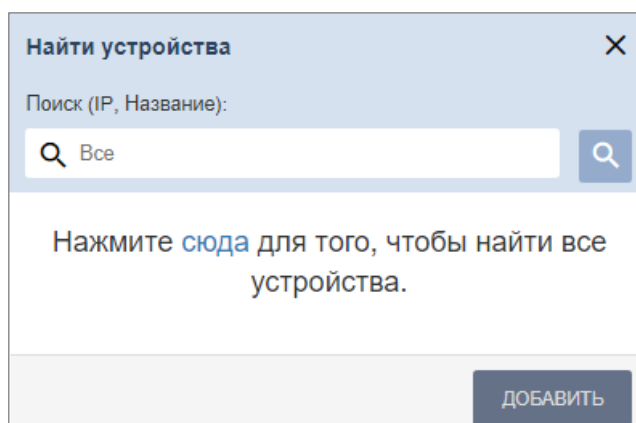 Найти устройства
Поиск (IP, Название):
Все
Нажмите сюда для того, чтобы найти все
устройства.
ДОБАВИТЬ